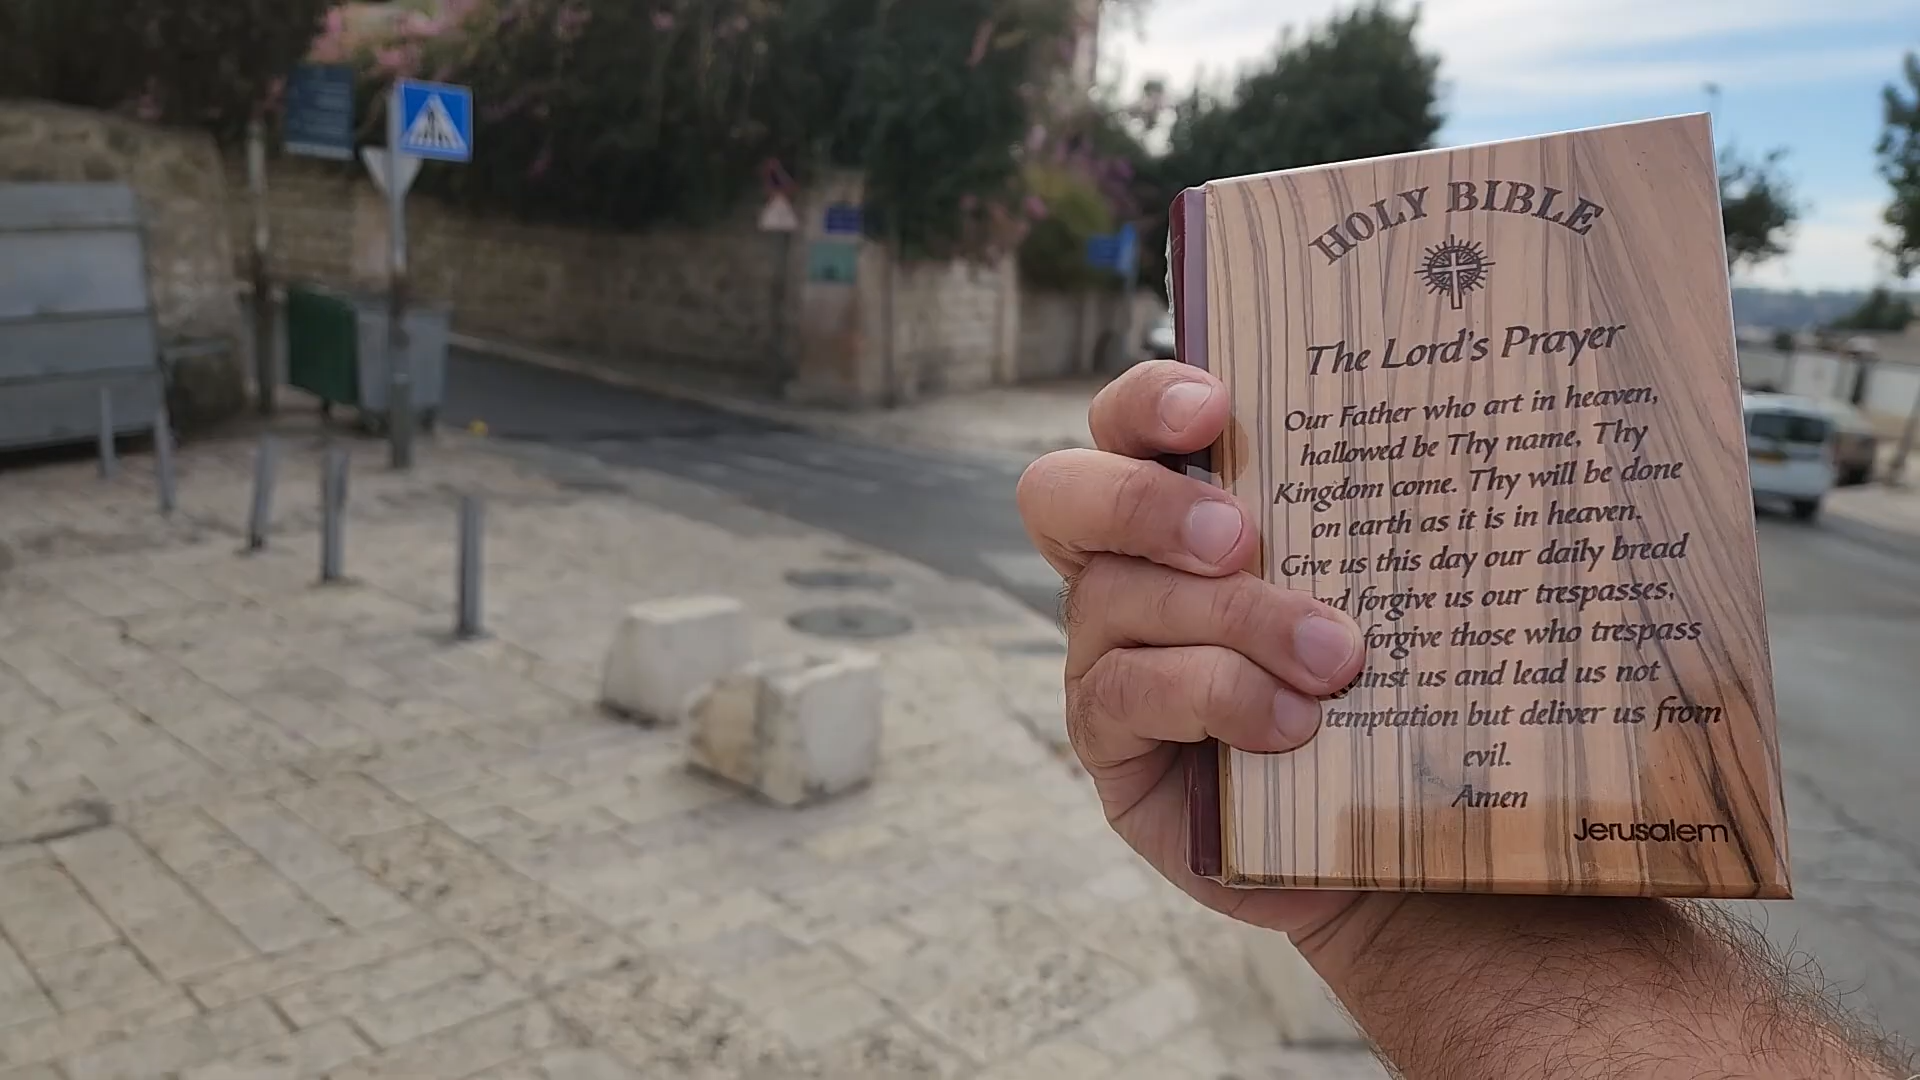 HOLY BIBLE
The Lord's Prayer
Our Father who art in heaven,
hallowed be Thy name, Thy
Kingdom come. Thy will be done
on earth as it is in heaven.
Give us this day our daily bread
nd forgive us our trespasses,
forgive those who trespass
ainst us and lead us not
temptation but deliver us from
evil.
Amen
Jerusalem